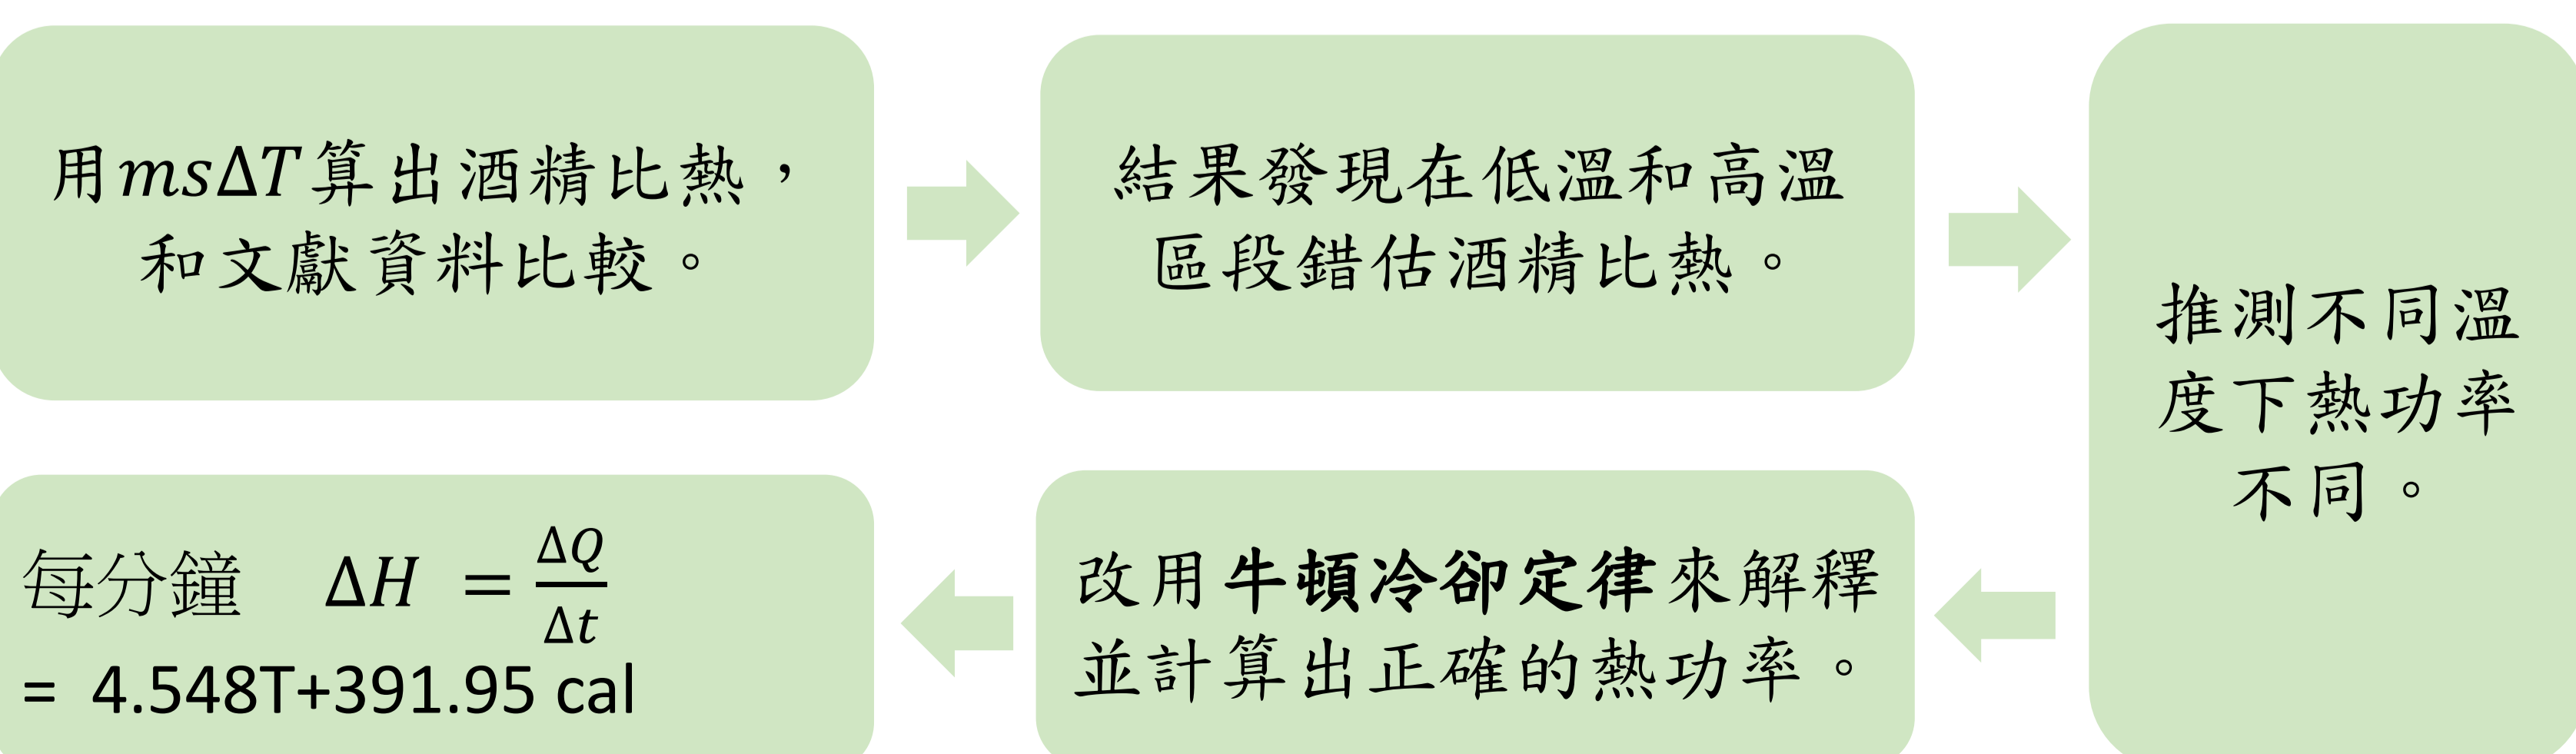 用msΔT算出酒精比熱，
和文獻資料比較。
結果發現在低溫和高溫
區段錯估酒精比熱。
推測不同溫
度下熱功率
不同。
改用牛頓冷卻定律來解釋
並計算出正確的熱功率。
每分鐘 ΔH = ΔQ/Δt
= 4.548T+391.95 cal